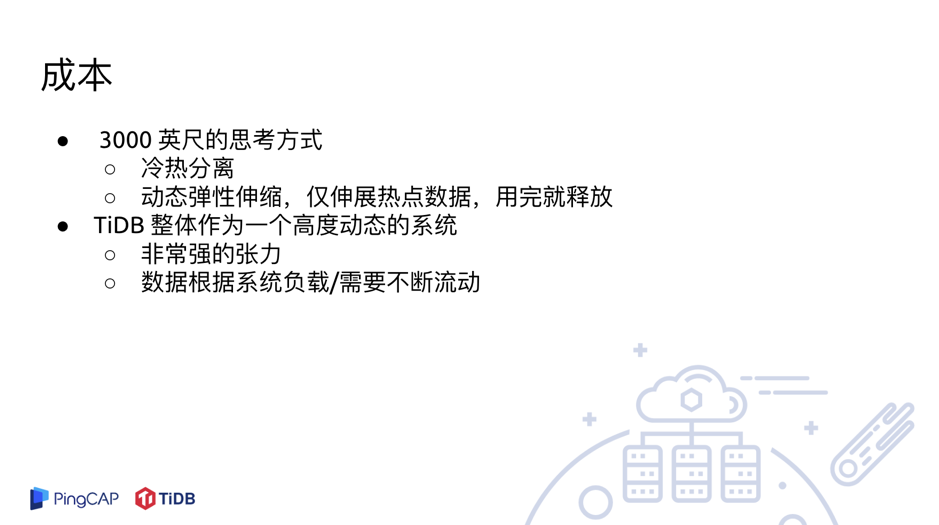 成本
● 3000 英尺的思考方式
○ 冷热分离
○ 动态弹性伸缩，仅伸展热点数据，用完就释放
● TiDB 整体作为一个高度动态的系统
○ 非常强的张力
○ 数据根据系统负载/需要不断流动
PingCAP TiDB